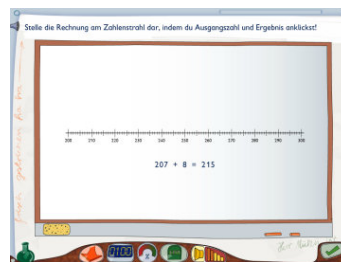 Stelle die Rechnung am Zahlenstrahl dar, indem du Ausgangszahl und Ergebnis anklickst!
200 210 220 230 240 250 260 270 280 290 300
207 + 8 = 215